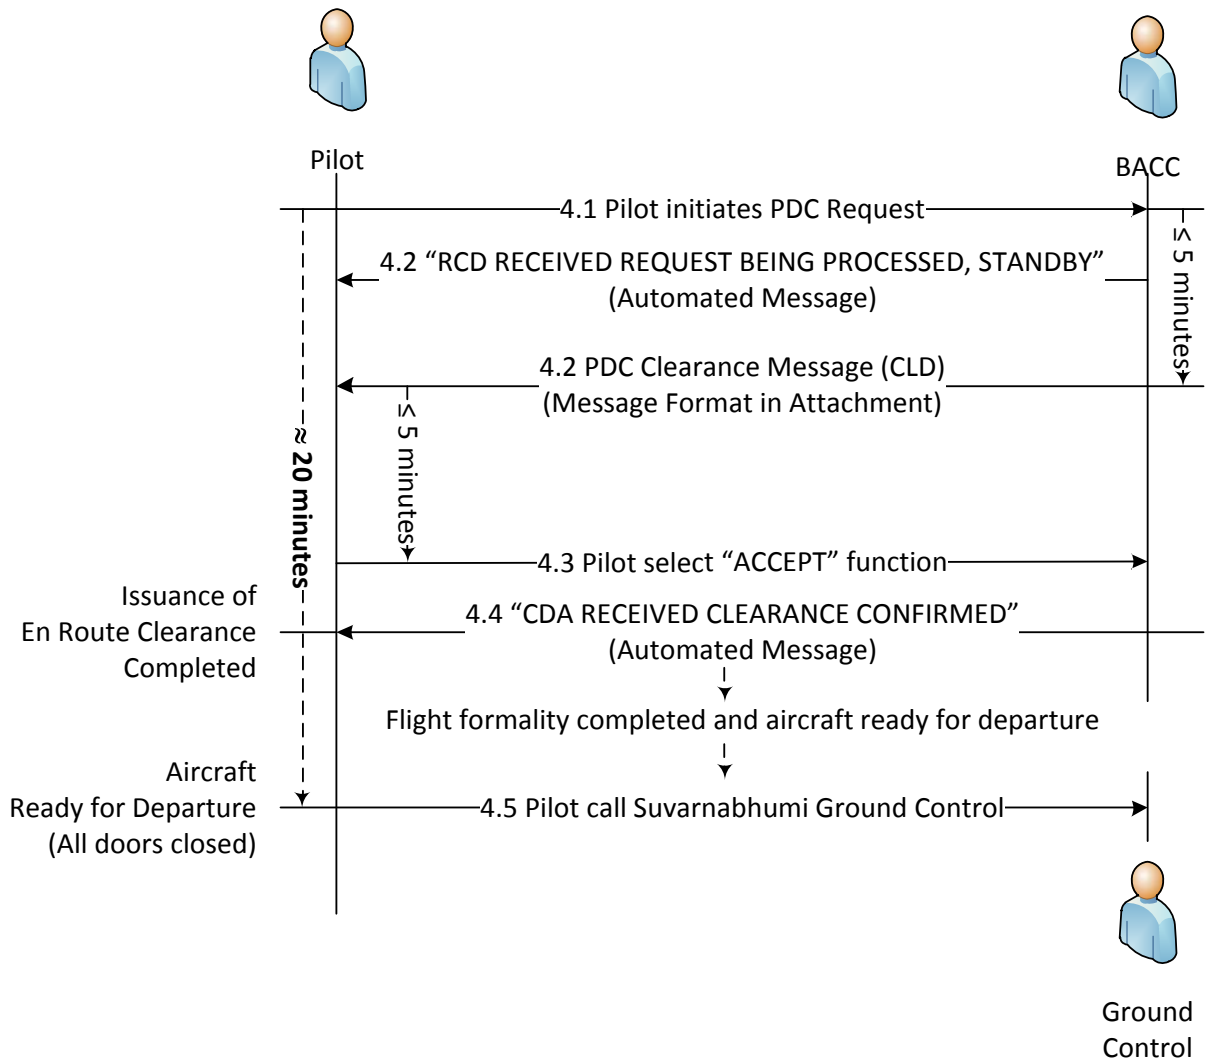 Pilot
BACC
4.1 Pilot initiates PDC Request
≤ 5 minutes
4.2 “RCD RECEIVED REQUEST BEING PROCESSED, STANDBY”
(Automated Message)
4.2 PDC Clearance Message (CLD)
(Message Format in Attachment)
≤ 5 minutes
≈ 20 minutes
4.3 Pilot select “ACCEPT” function
Issuance of
En Route Clearance
Completed
4.4 “CDA RECEIVED CLEARANCE CONFIRMED”
(Automated Message)
Flight formality completed and aircraft ready for departure
Aircraft
Ready for Departure
(All doors closed)
4.5 Pilot call Suvarnabhumi Ground Control
Ground
Control